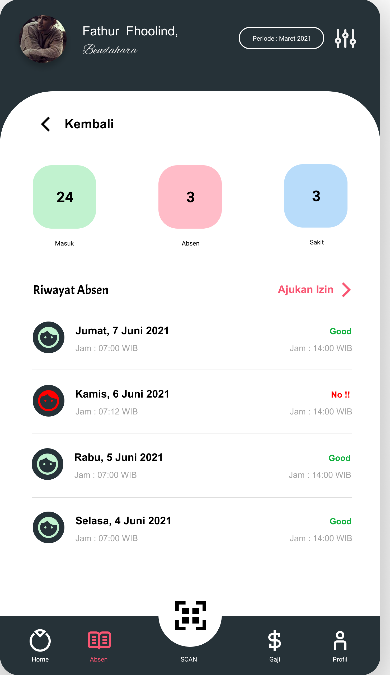 Fathur Fhoolind,
Bendahara
Periode : Maret 2021
Kembali
24
3
3
Masuk
Absen
Sakit
Riwayat Absen
Ajukan Izin
Jumat, 7 Juni 2021
Good
Jam : 07:00 WIB
Jam : 14:00 WIB
Kamis, 6 Juni 2021
No !!
Jam : 07:12 WIB
Jam : 14:00 WIB
Rabu, 5 Juni 2021
Good
Jam : 07:00 WIB
Jam : 14:00 WIB
Selasa, 4 Juni 2021
Good
Jam : 07:00 WIB
Jam : 14:00 WIB
Home
Absen
SCAN
Gaji
Profil